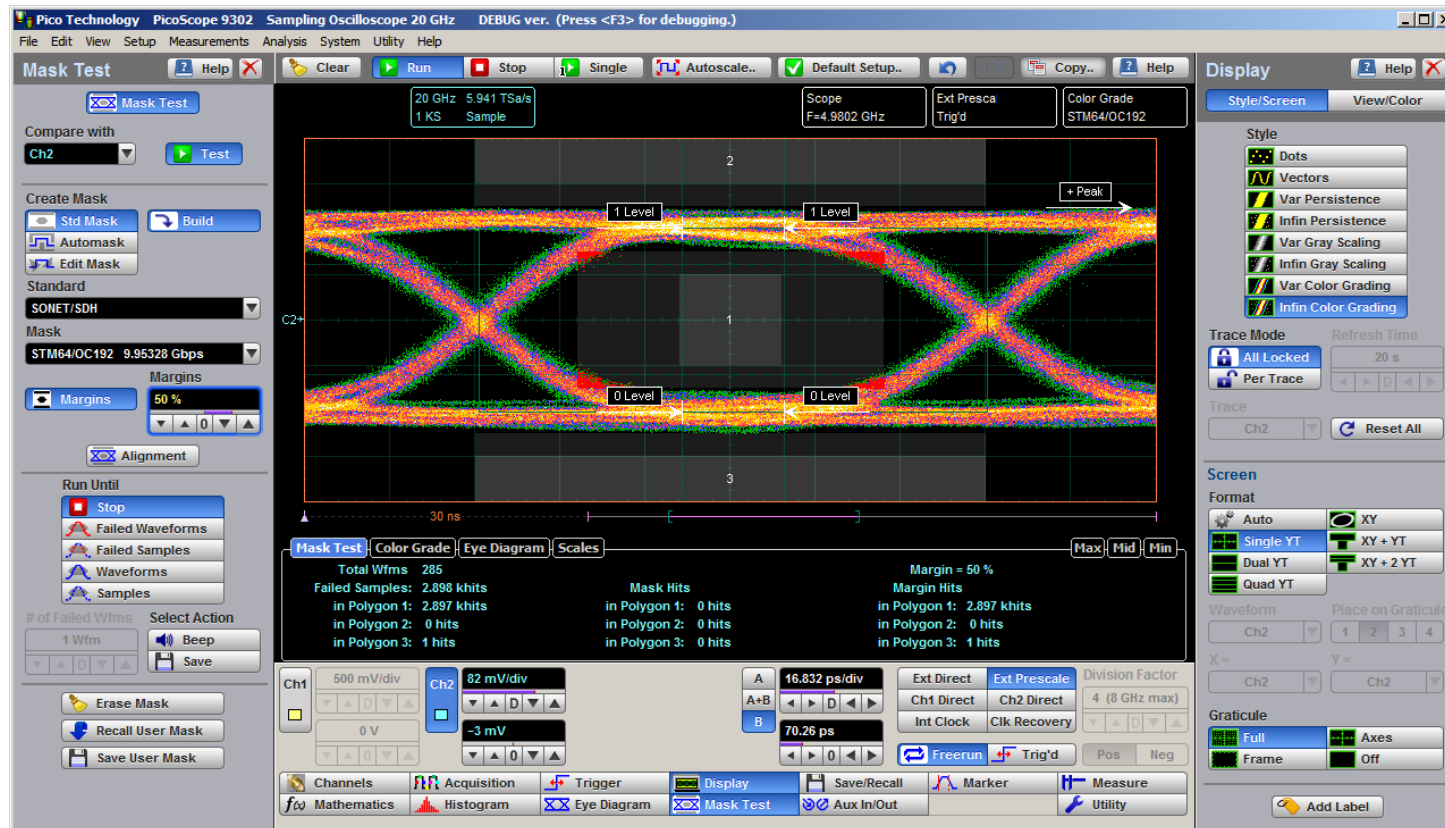 Pico Technology PicoScope 9302 Sampling Oscilloscope 20 GHz DEBUG ver. (Press <F3> for debugging.)
File Edit View Setup Measurements Analysis System Utility Help
Mask Test
Help
Mask Test
Compare with
Ch2
Test
Create Mask
Std Mask
Build
Automask
Edit Mask
Standard
SONET/SDH
Mask
STM64/OC192 9.95328 Gbps
Margins
Margins
50 %
0
Alignment
Run Until
Stop
Failed Waveforms
Failed Samples
Waveforms
Samples
# of Failed Wfms
Select Action
1 Wfm
Beep
D
Save
Erase Mask
Recall User Mask
Save User Mask
Clear
Run
Stop
Single
Autoscale..
Default Setup..
Copy..
Help
20 GHz 5.941 TSa/s
1 KS Sample
Scope
F=4.9802 GHz
Ext Prescal
Trig'd
Color Grade
STM64/OC192
2
+ Peak
1 Level
1 Level
C2
1
0 Level
0 Level
3
30 ns
Mask Test
Color Grade
Eye Diagram
Scales
Max
Mid
Min
Total Wfms 285
Margin = 50 %
Failed Samples: 2.898 khits
Mask Hits
Margin Hits
in Polygon 1: 2.897 khits
in Polygon 1: 0 hits
in Polygon 1: 2.897 khits
in Polygon 2: 0 hits
in Polygon 2: 0 hits
in Polygon 2: 0 hits
in Polygon 3: 1 hits
in Polygon 3: 0 hits
in Polygon 3: 1 hits
Ch1
500 mV/div
D
0 V
0
Ch2
82 mV/div
D
−3 mV
0
A
A+B
B
16.832 ps/div
D
70.26 ps
0
Ext Direct
Ext Prescale
Ch1 Direct
Ch2 Direct
Int Clock
Clk Recovery
Freerun
Trig'd
Division Factor
4 (8 GHz max)
D
Pos
Neg
Channels
Acquisition
Trigger
Display
Save/Recall
Marker
Measure
f(x) Mathematics
Histogram
Eye Diagram
Mask Test
Aux In/Out
Utility
Display
Help
Style/Screen
View/Color
Style
Dots
Vectors
Var Persistence
Infin Persistence
Var Gray Scaling
Infin Gray Scaling
Var Color Grading
Infin Color Grading
Trace Mode
Refresh Time
All Locked
20 s
Per Trace
D
Trace
Ch2
Reset All
Screen
Format
Auto
XY
Single YT
XY + YT
Dual YT
XY + 2 YT
Quad YT
Waveform
Place on Graticule
Ch2
1 2 3 4
X =
Y =
Ch2
Ch2
Graticule
Full
Axes
Frame
Off
Add Label